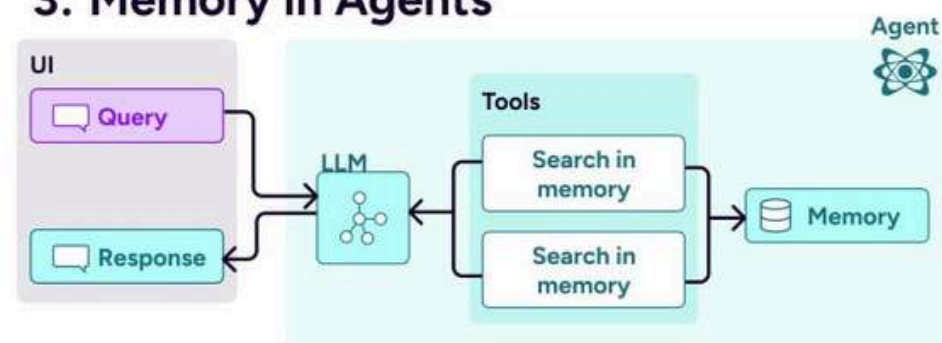 3. Memory in Agents
Agent
UI
Query
Tools
LLM
Search in
memory
Memory
Response
Search in
memory